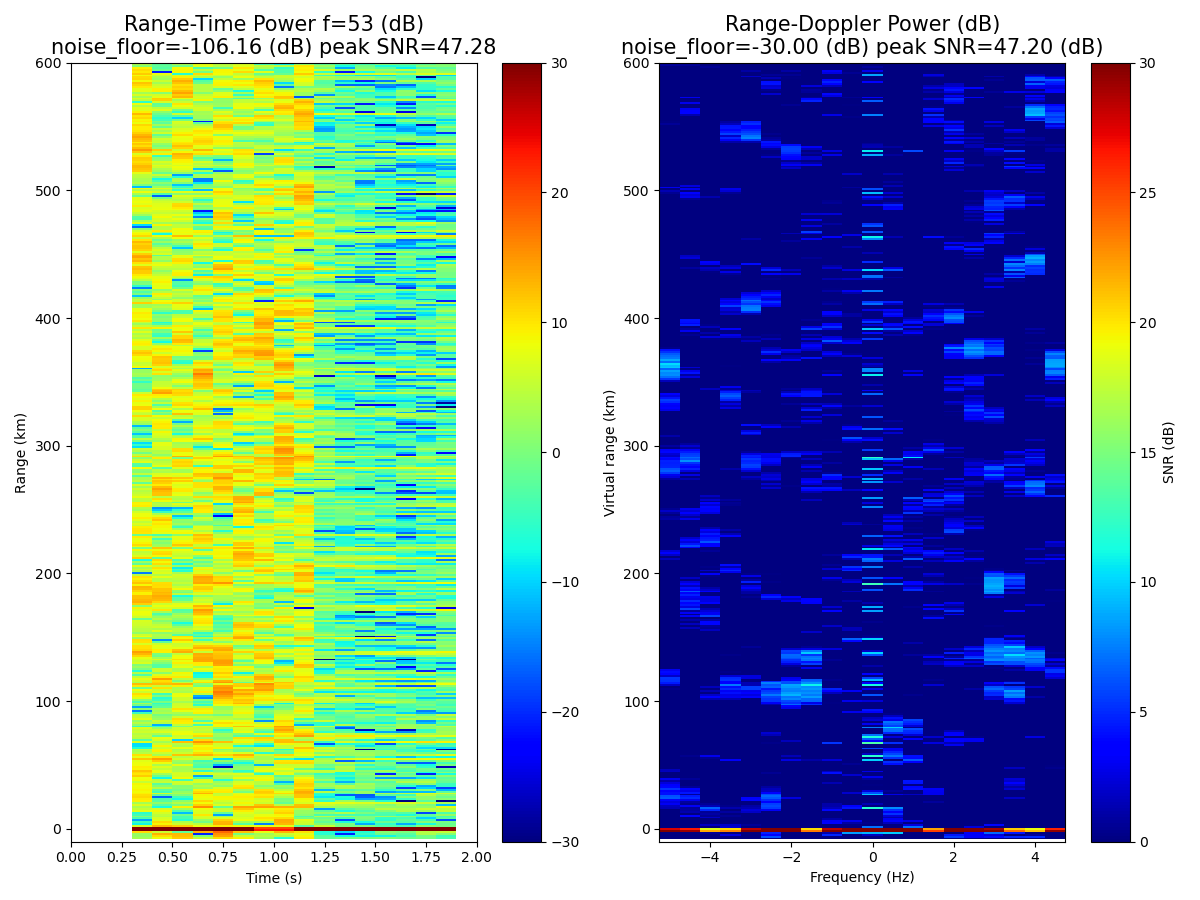 Range-Time Power f=53 (dB)
noise_floor=-106.16 (dB) peak SNR=47.28
600
500
400
300
200
100
0
Range (km)
0.00 0.25 0.50 0.75 1.00 1.25 1.50 1.75 2.00
Time (s)
30
20
10
0
−10
−20
−30
Range-Doppler Power (dB)
noise_floor=-30.00 (dB) peak SNR=47.20 (dB)
600
500
400
300
200
100
0
Virtual range (km)
−4 −2 0 2 4
Frequency (Hz)
30
25
20
15
10
5
0
SNR (dB)